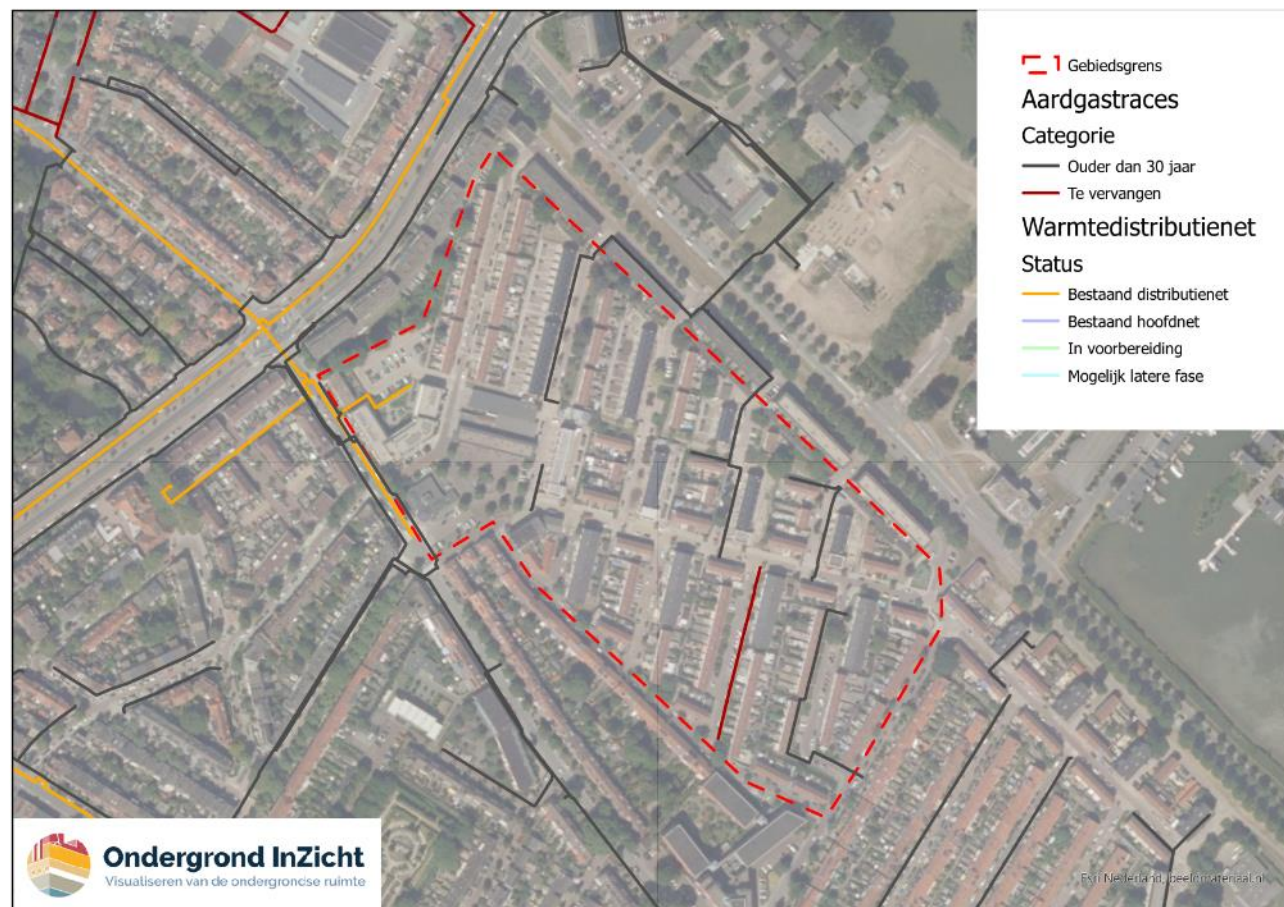 Gebiedsgrens
Aardgastraces
Categorie
Ouder dan 30 jaar
Te vervangen
Warmtedistributienet
Status
Bestaand distributienet
Bestaand hoofdnet
In voorbereiding
Mogelijk latere fase
Ondergrond InZicht
Visualiseren van de ondergrondse ruimte
Esri Nederland, beeldmateriaal.nl